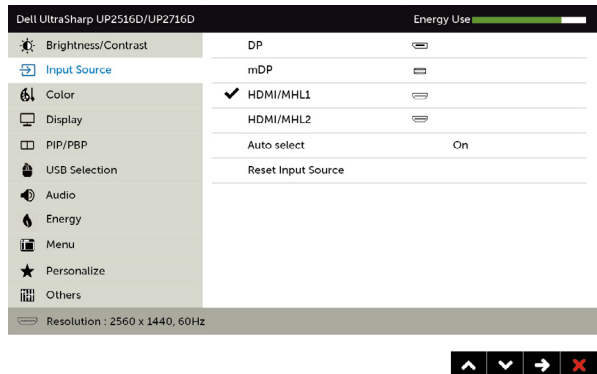 Dell UltraSharp UP2516D/UP2716D Energy Use
Brightness/Contrast
Input Source
Color
Display
PIP/PBP
USB Selection
Audio
Energy
Menu
Personalize
Others
DP
mDP
HDMI/MHL1
HDMI/MHL2
Auto select On
Reset Input Source
Resolution : 2560 x 1440, 60Hz